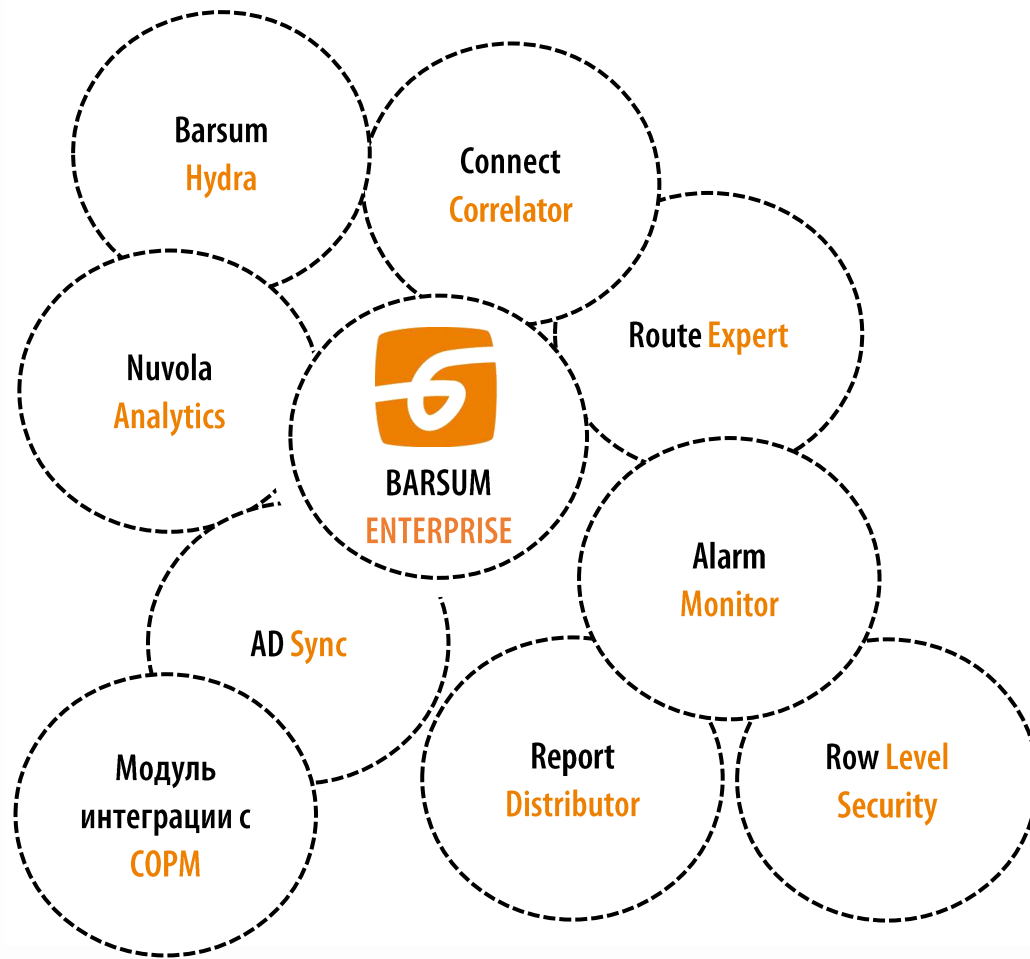 Barsum
Hydra
Connect
Correlator
Route Expert
Nuvola
Analytics
BARSUM
ENTERPRISE
Alarm
Monitor
AD Sync
Модуль
интеграции с
СОРМ
Report
Distributor
Row Level
Security